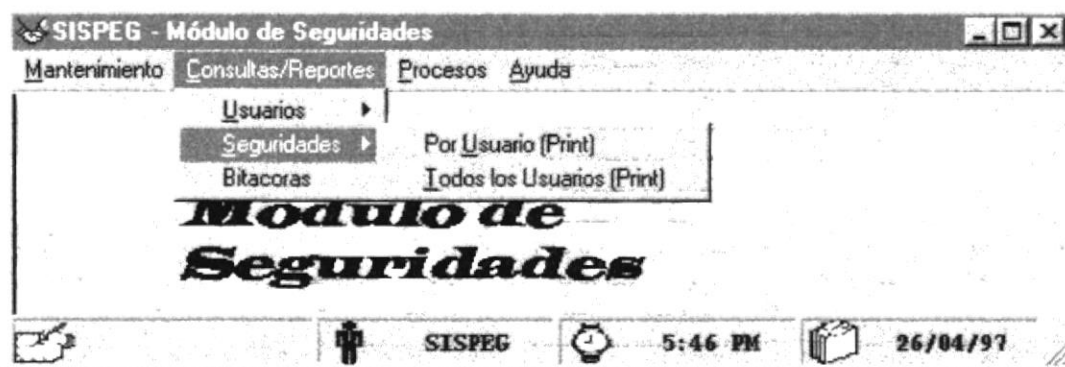 SISPEG - Módulo de Seguridades
Mantenimiento Consultas/Reportes Procesos Ayuda
Usuarios
Seguridades Por Usuario (Print)
Bitacoras Todos los Usuarios (Print)
Modulo de
Seguridades
SISPEG 5:46 PM 26/04/97